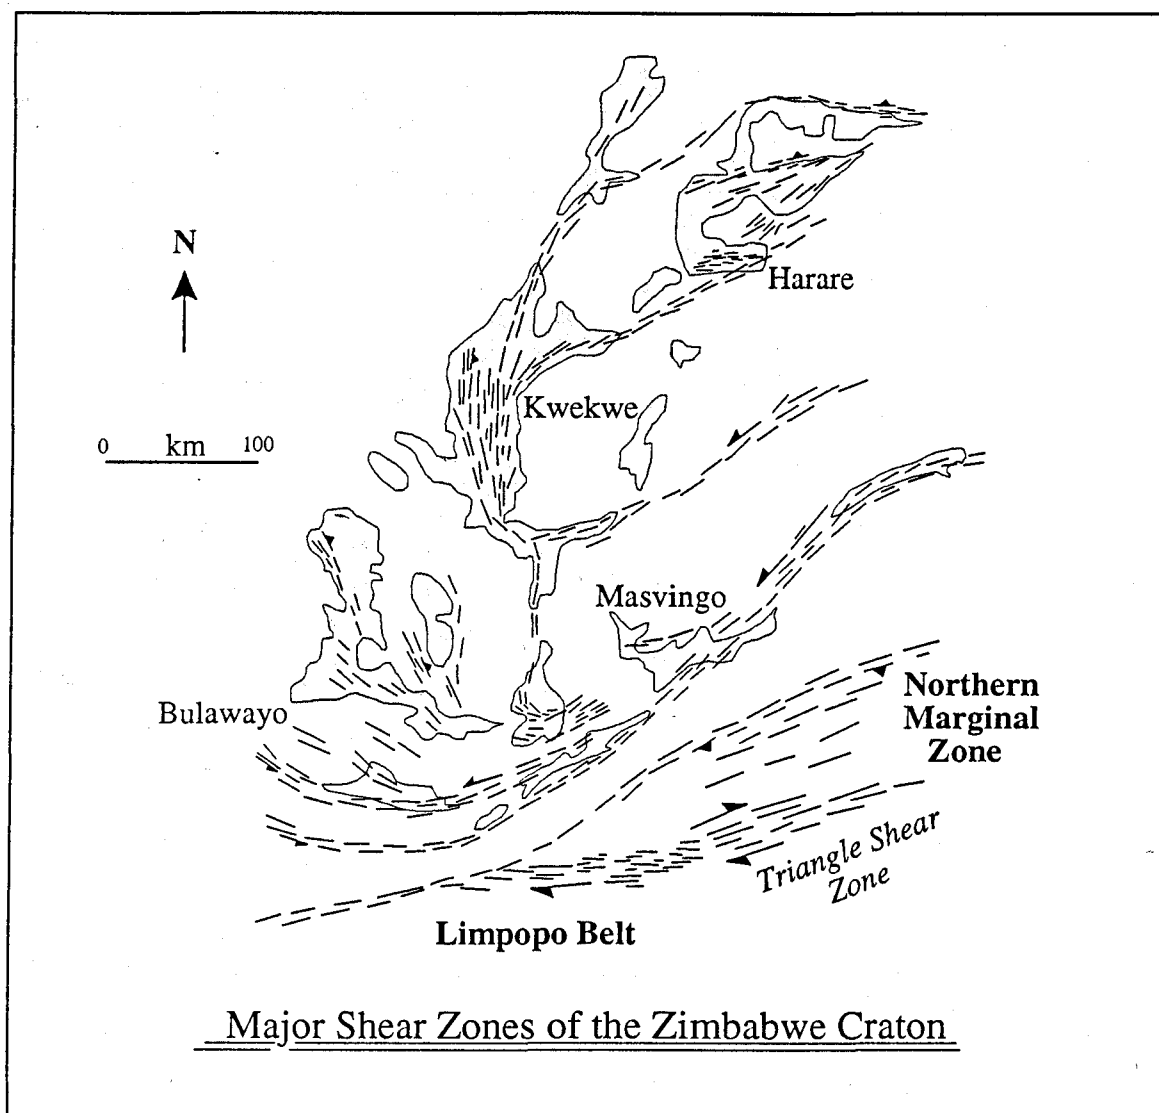 N
Harare
Kwekwe
0 km 100
Masvingo
Bulawayo
Northern
Marginal
Zone
Triangle Shear
Zone
Limpopo Belt
Major Shear Zones of the Zimbabwe Craton